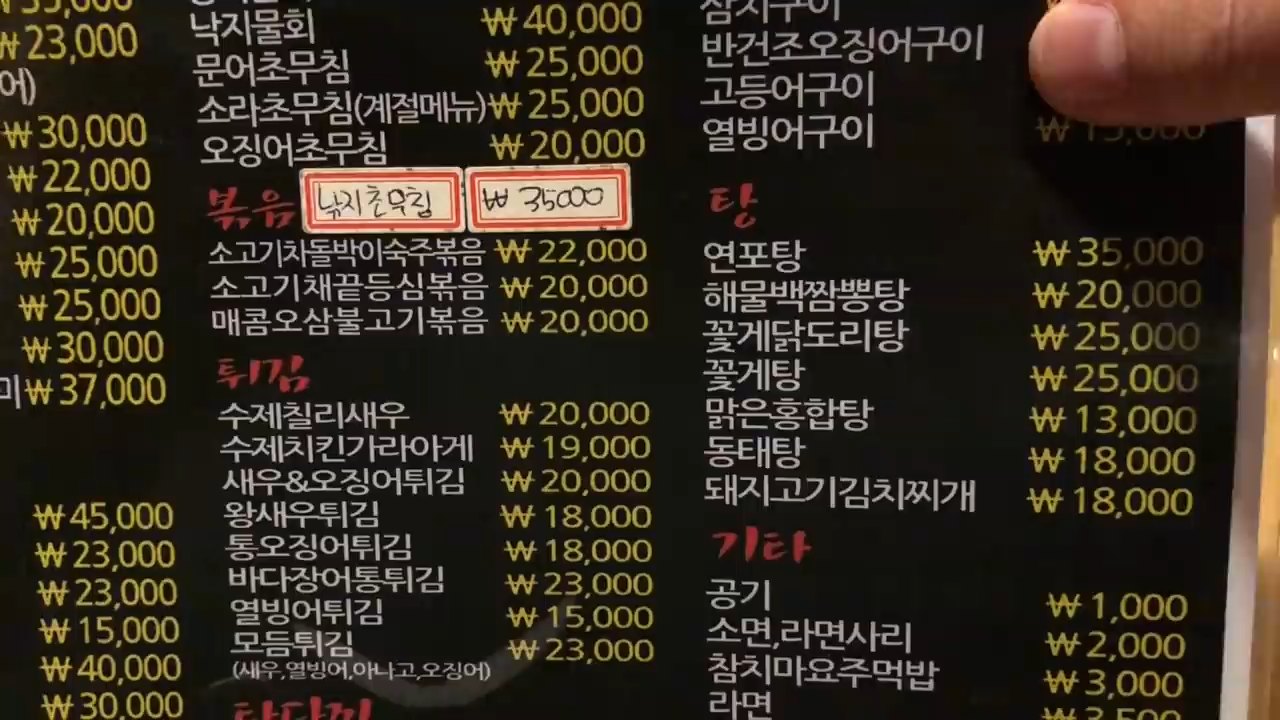 ₩23,000
어)
₩30,000
₩22,000
₩20,000
₩25,000
₩25,000
₩30,000
미 ₩37,000
₩45,000
₩23,000
₩23,000
₩15,000
₩40,000
₩30,000
낙지물회 ₩40,000
문어초무침 ₩25,000
소라초무침(계절메뉴) ₩25,000
오징어초무침 ₩20,000
볶음
낚지초무침 ₩35000
소고기차돌박이숙주볶음 ₩22,000
소고기채끝등심볶음 ₩20,000
매콤오삼불고기볶음 ₩20,000
튀김
수제칠리새우 ₩20,000
수제치킨가라아게 ₩19,000
새우&오징어튀김 ₩20,000
왕새우튀김 ₩18,000
통오징어튀김 ₩18,000
바다장어통튀김 ₩23,000
열빙어튀김 ₩15,000
모듬튀김 ₩23,000
(새우,열빙어,아나고,오징어)
참치구이
반건조오징어구이
고등어구이
열빙어구이 ₩15,000
탕
연포탕 ₩35,000
해물백짬뽕탕 ₩20,000
꽃게닭도리탕 ₩25,000
꽃게탕 ₩25,000
맑은홍합탕 ₩13,000
동태탕 ₩18,000
돼지고기김치찌개 ₩18,000
기타
공기 ₩1,000
소면,라면사리 ₩2,000
참치마요주먹밥 ₩3,000
라면 ₩3,500